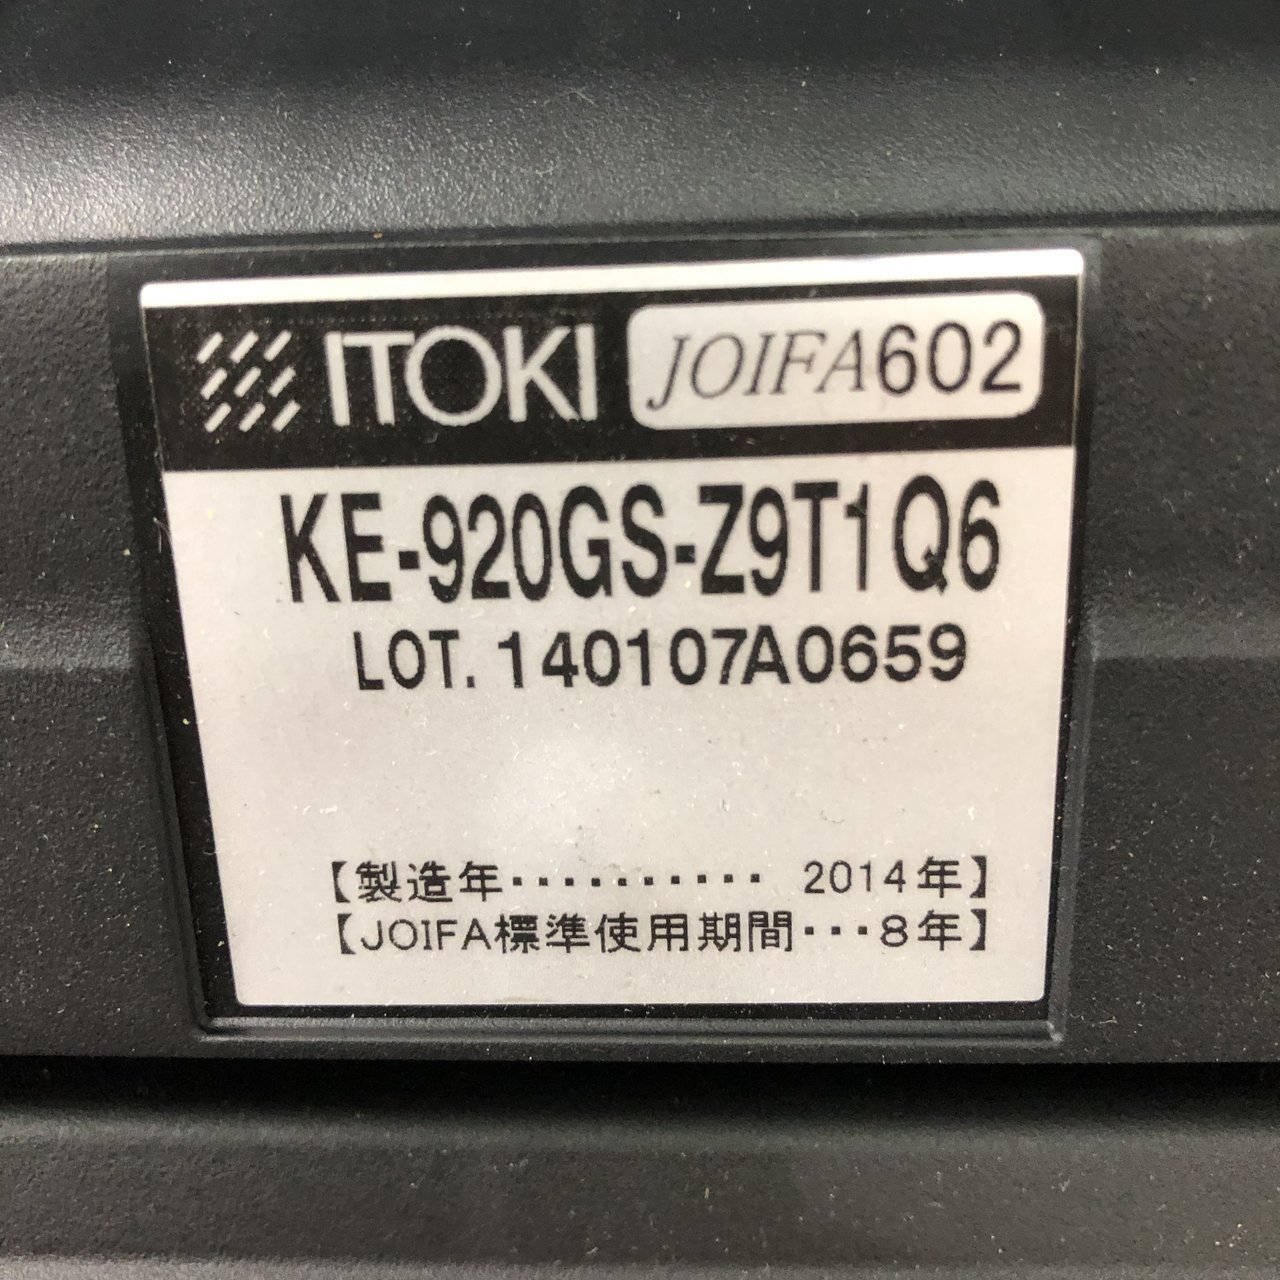 ITOKI JOIFA602
KE-920GS-Z9T1Q6
LOT. 140107A0659
【製造年・・・・・・・・・・ 2014年】
【JOIFA標準使用期間・・・8年】